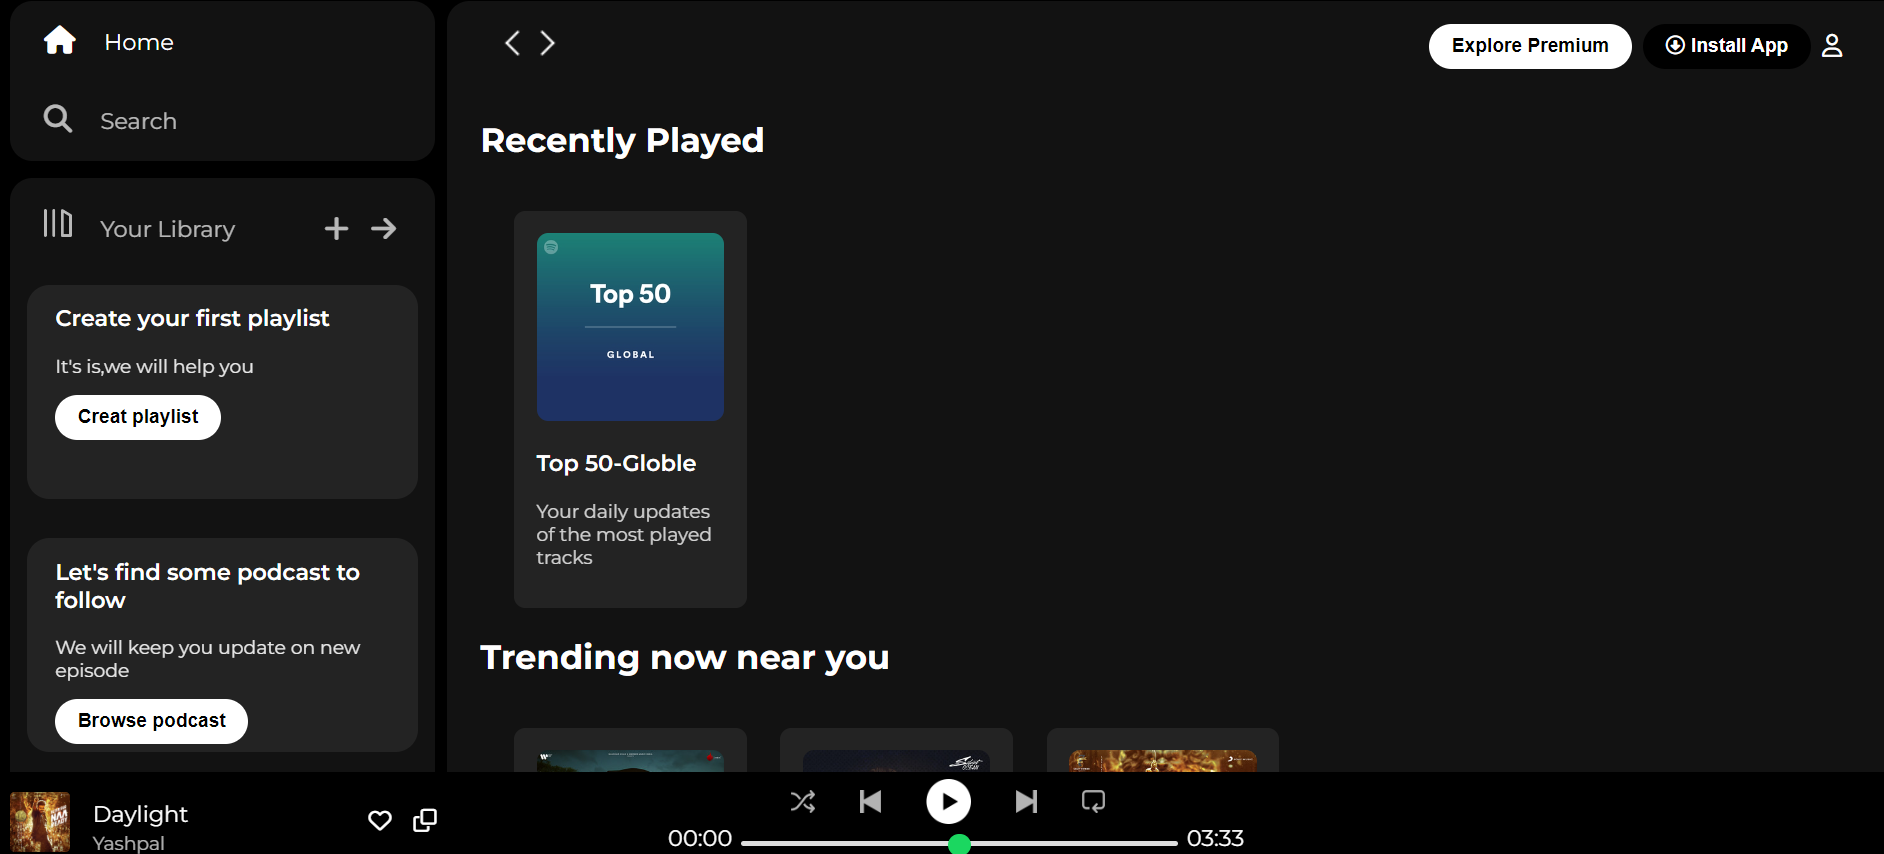 Home
Search
Your Library
Create your first playlist
It's is,we will help you
Creat playlist
Let's find some podcast to
follow
We will keep you update on new
episode
Browse podcast
Explore Premium
Install App
Recently Played
Top 50
GLOBAL
Top 50-Globle
Your daily updates
of the most played
tracks
Trending now near you
Daylight
Yashpal
00:00
03:33